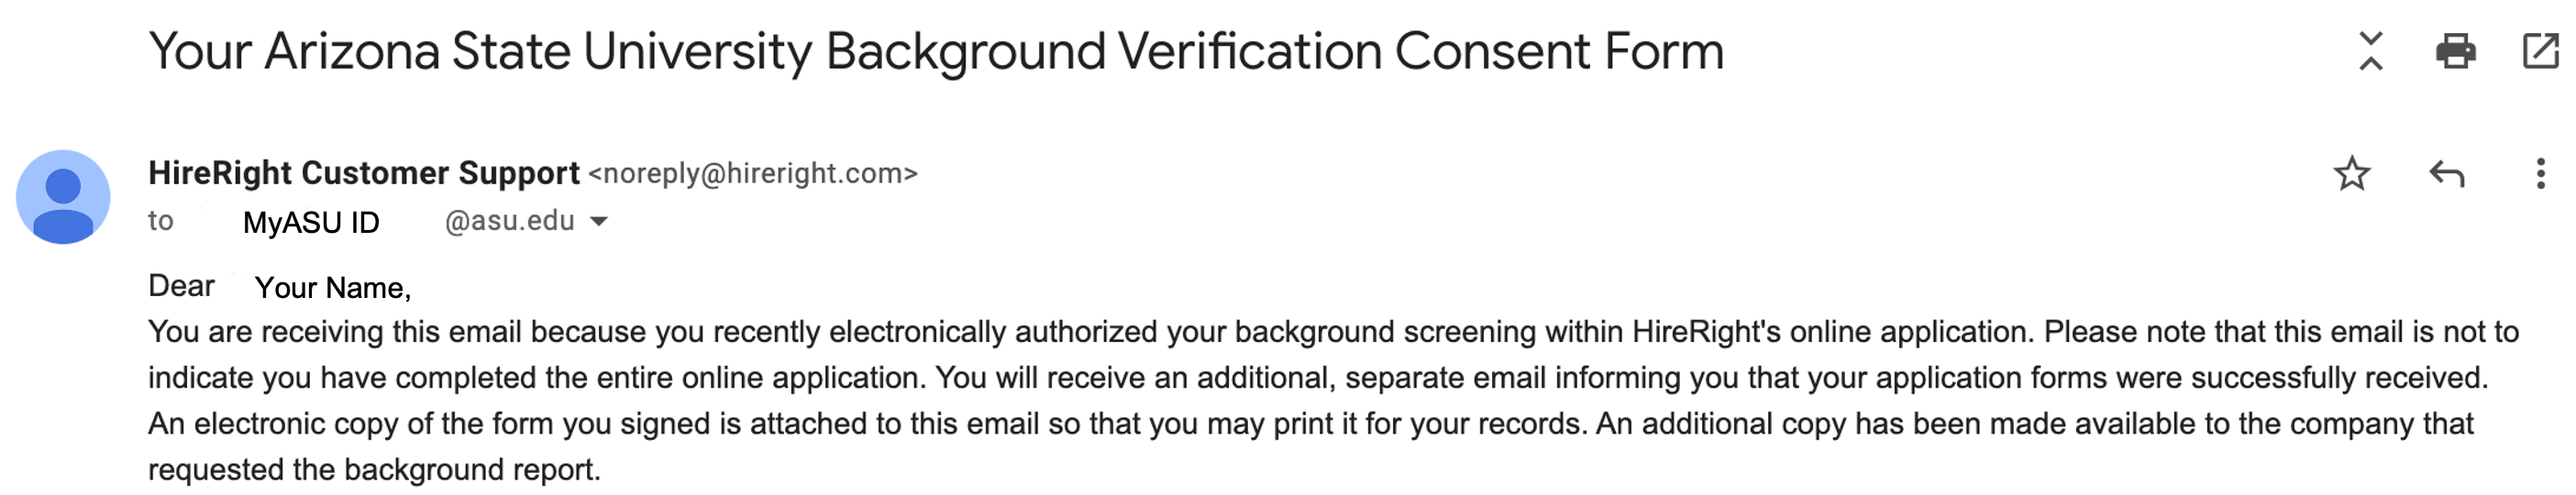 Your Arizona State University Background Verification Consent Form
HireRight Customer Support <noreply@hireright.com>
to MyASU ID @asu.edu
Dear Your Name,
You are receiving this email because you recently electronically authorized your background screening within HireRight's online application. Please note that this email is not to
indicate you have completed the entire online application. You will receive an additional, separate email informing you that your application forms were successfully received.
An electronic copy of the form you signed is attached to this email so that you may print it for your records. An additional copy has been made available to the company that
requested the background report.